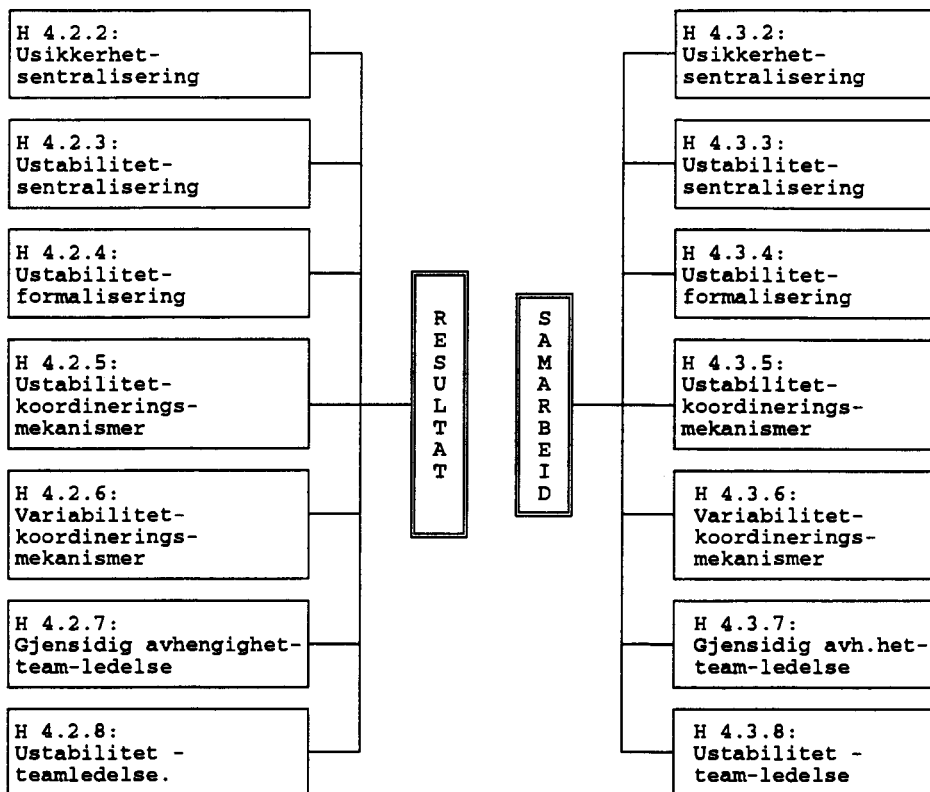 H 4.2.2:
Usikkerhet-
sentralisering
H 4.2.3:
Ustabilitet-
sentralisering
H 4.2.4:
Ustabilitet-
formalisering
H 4.2.5:
Ustabilitet-
koordinerings-
mekanismer
H 4.2.6:
Variabilitet-
koordinerings-
mekanismer
H 4.2.7:
Gjensidig avhengighet-
team-ledelse
H 4.2.8:
Ustabilitet -
teamledelse.
RESULTAT
SAMARBEID
H 4.3.2:
Usikkerhet-
sentralisering
H 4.3.3:
Ustabilitet-
sentralisering
H 4.3.4:
Ustabilitet-
formalisering
H 4.3.5:
Ustabilitet-
koordinerings-
mekanismer
H 4.3.6:
Variabilitet-
koordinerings-
mekanismer
H 4.3.7:
Gjensidig avh.het-
team-ledelse
H 4.3.8:
Ustabilitet -
team-ledelse